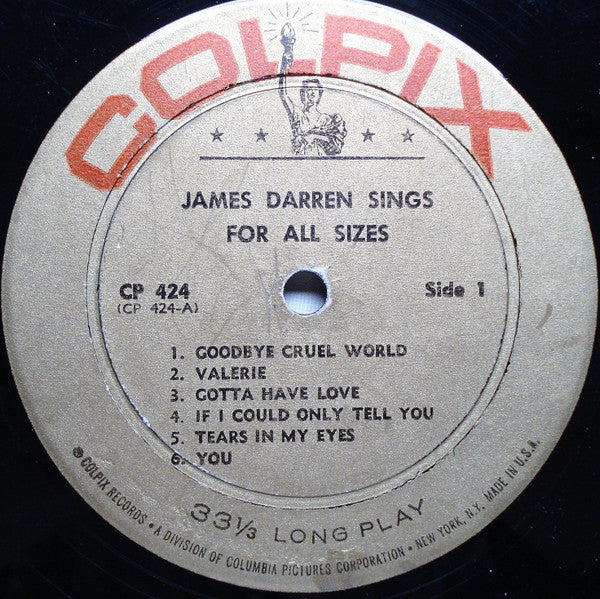 COLPIX
JAMES DARREN SINGS
FOR ALL SIZES
CP 424
(CP 424-A)
Side 1
1. GOODBYE CRUEL WORLD
2. VALERIE
3. GOTTA HAVE LOVE
4. IF I COULD ONLY TELL YOU
5. TEARS IN MY EYES
6. YOU
33⅓ LONG PLAY
℗ COLPIX RECORDS • A DIVISION OF COLUMBIA PICTURES CORPORATION • NEW YORK, N.Y. MADE IN U.S.A.